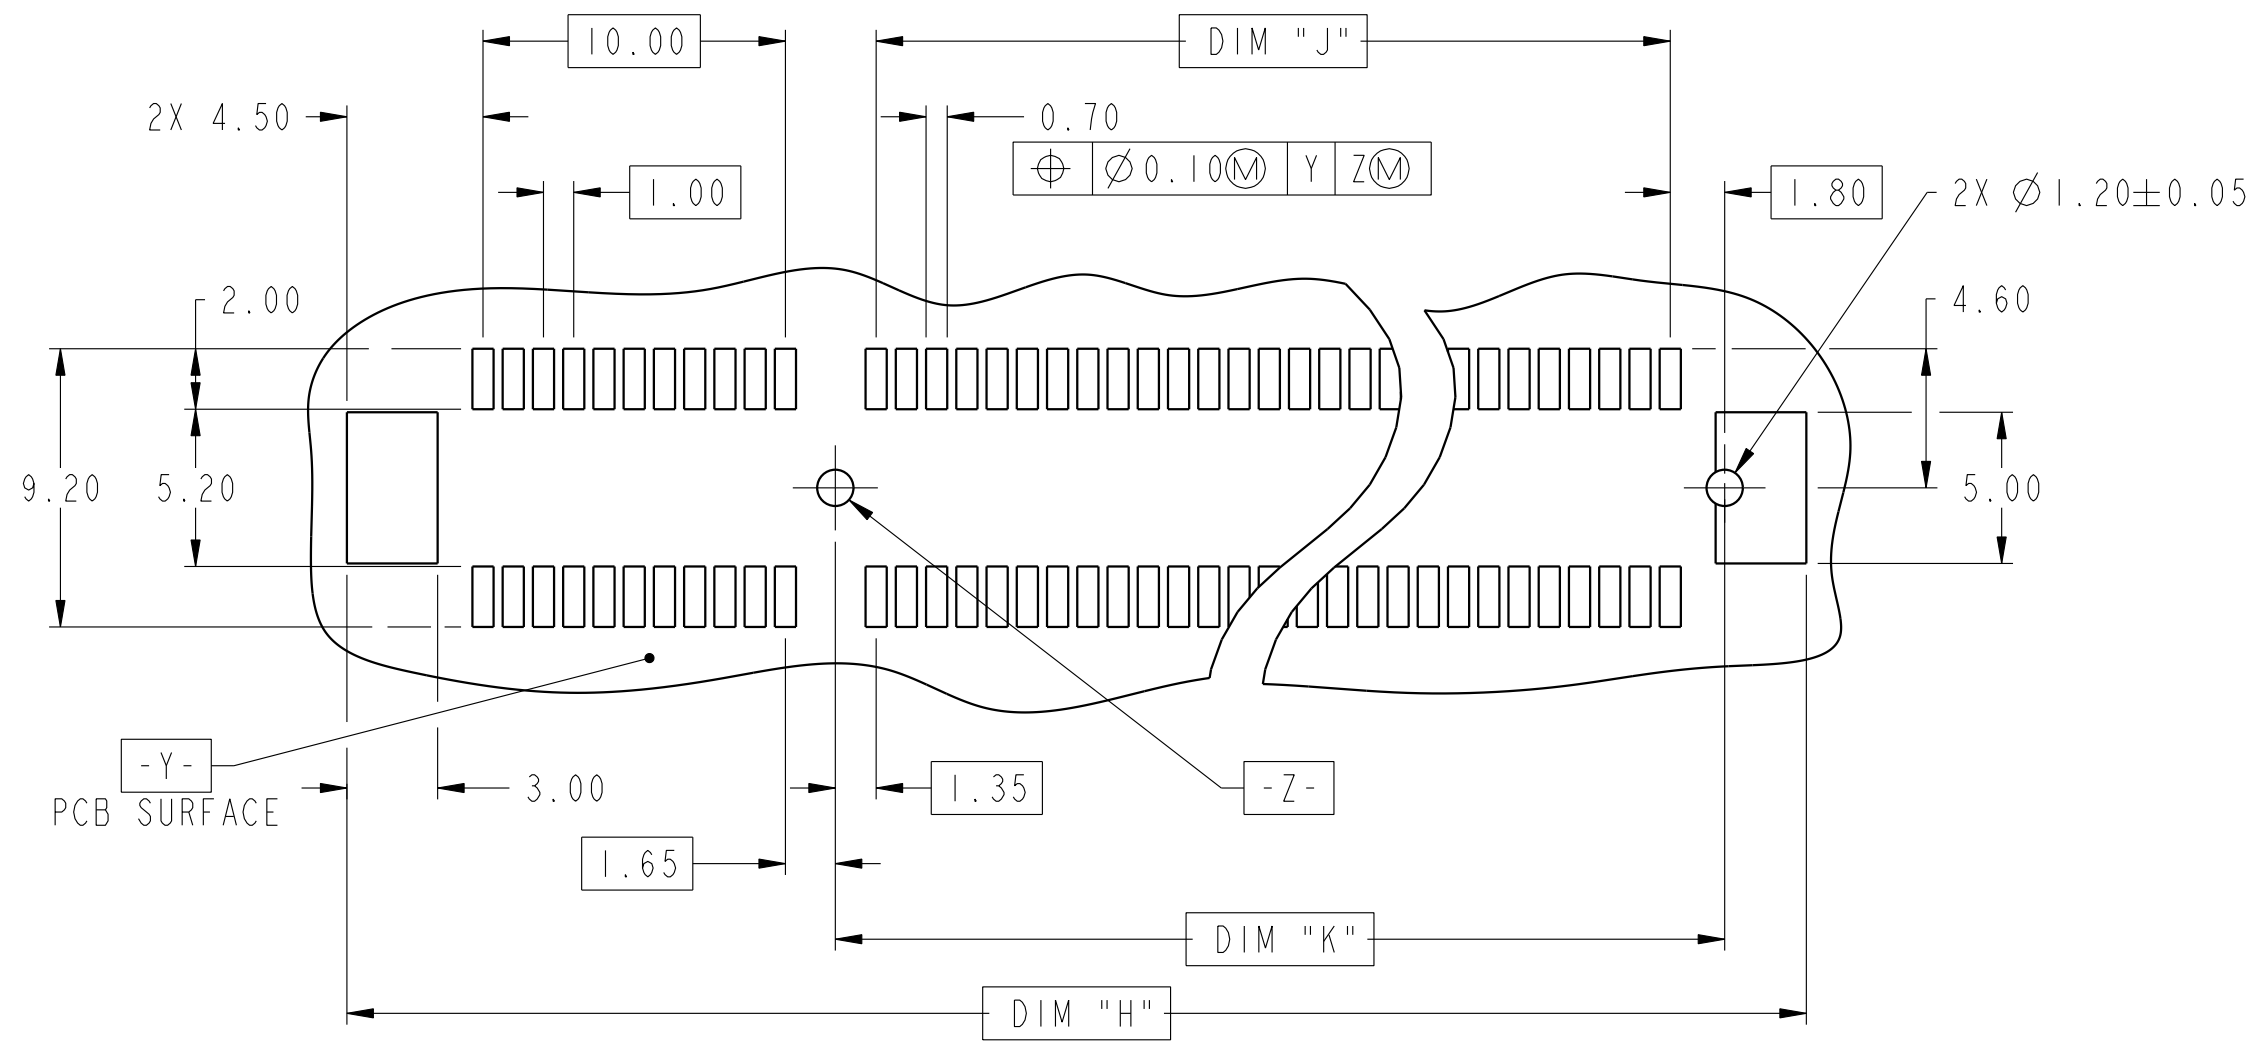 10.00
DIM "J"
2X 4.50
0.70
⌖ ⌀0.10Ⓜ Y ZⓂ
1.00
1.80
2X ⌀1.20±0.05
2.00
4.60
9.20
5.20
5.00
-Y-
PCB SURFACE
3.00
1.35
-Z-
1.65
DIM "K"
DIM "H"